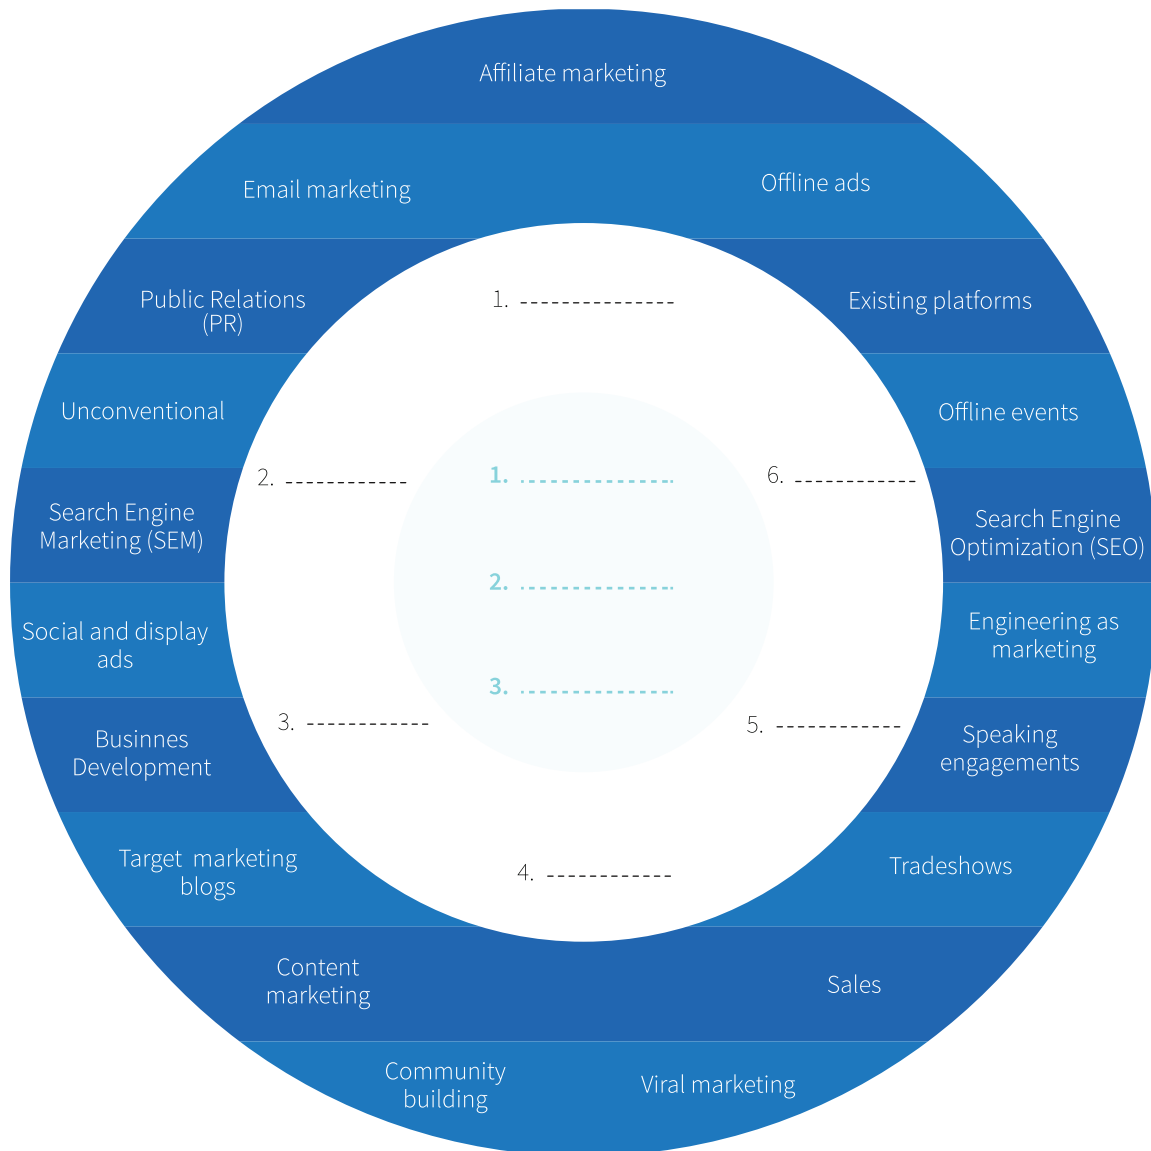 Affiliate marketing
Email marketing
Offline ads
Public Relations
(PR)
1. --------------
Existing platforms
Unconventional
Offline events
2. -----------
1. --------------
6. -----------
Search Engine
Marketing (SEM)
Search Engine
Optimization (SEO)
2. --------------
Social and display
ads
Engineering as
marketing
3. --------------
3. -----------
5. -----------
Businnes
Development
Speaking
engagements
Target  marketing
blogs
Tradeshows
4. -----------
Content
marketing
Sales
Community
building
Viral marketing